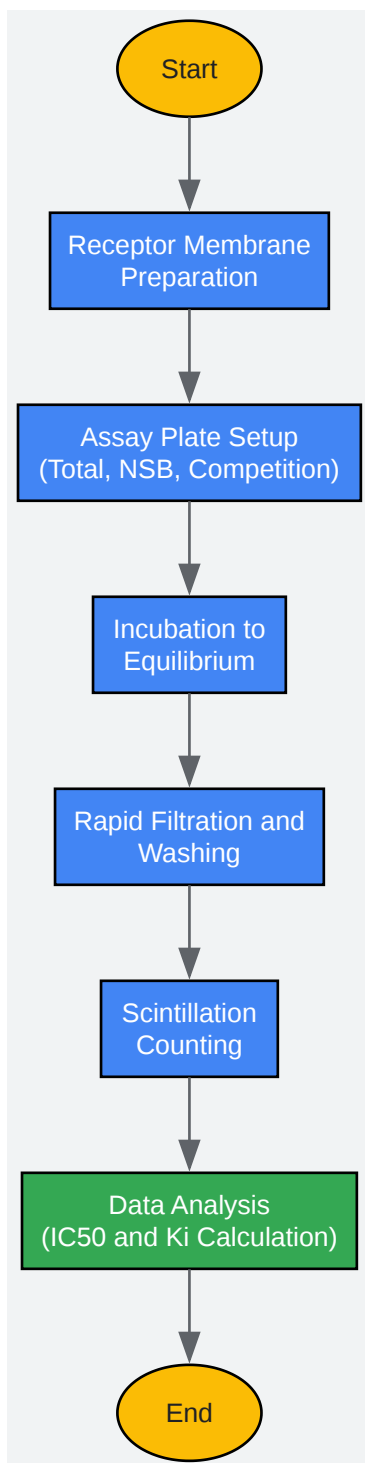 Start
Receptor Membrane
Preparation
Assay Plate Setup
(Total, NSB, Competition)
Incubation to
Equilibrium
Rapid Filtration and
Washing
Scintillation
Counting
Data Analysis
(IC50 and Ki Calculation)
End